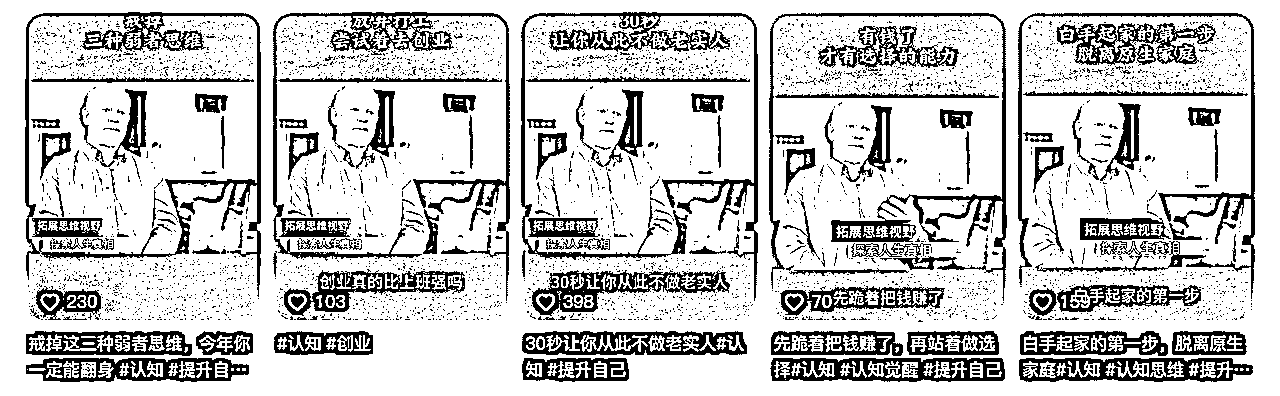 戒掉
三种弱者思维
拓展思维视野
探索人生真相
230
戒掉这三种弱者思维，今年你
一定能翻身 #认知 #提升自…
放弃打工
尝试着去创业
拓展思维视野
探索人生真相
创业真的比上班强吗
103
#认知 #创业
30秒
让你从此不做老实人
拓展思维视野
探索人生真相
30秒让你从此不做老实人
398
30秒让你从此不做老实人#认
知 #提升自己
有钱了
才有选择的能力
拓展思维视野
探索人生真相
70
先跪着把钱赚了
先跪着把钱赚了，再站着做选
择#认知 #认知觉醒 #提升自己
白手起家的第一步
脱离原生家庭
拓展思维视野
探索人生真相
白手起家的第一步
白手起家的第一步，脱离原生
家庭#认知 #认知思维 #提升…